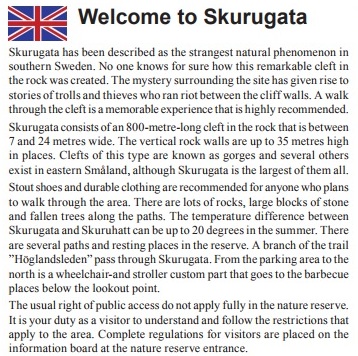 Welcome to Skurugata
Skurugata has been described as the strangest natural phenomenon in
southern Sweden. No one knows for sure how this remarkable cleft in
the rock was created. The mystery surrounding the site has given rise to
stories of trolls and thieves who ran riot between the cliff walls. A walk
through the cleft is a memorable experience that is highly recommended.
Skurugata consists of an 800-metre-long cleft in the rock that is between
7 and 24 metres wide. The vertical rock walls are up to 35 metres high
in places. Clefts of this type are known as gorges and several others
exist in eastern Småland, although Skurugata is the largest of them all.
Stout shoes and durable clothing are recommended for anyone who plans
to walk through the area. There are lots of rocks, large blocks of stone
and fallen trees along the paths. The temperature difference between
Skurugata and Skuruhatt can be up to 20 degrees in the summer. There
are several paths and resting places in the reserve. A branch of the trail
”Höglandsleden” pass through Skurugata. From the parking area to the
north is a wheelchair-and stroller custom part that goes to the barbecue
places below the lookout point.
The usual right of public access do not apply fully in the nature reserve.
It is your duty as a visitor to understand and follow the restrictions that
apply to the area. Complete regulations for visitors are placed on the
information board at the nature reserve entrance.